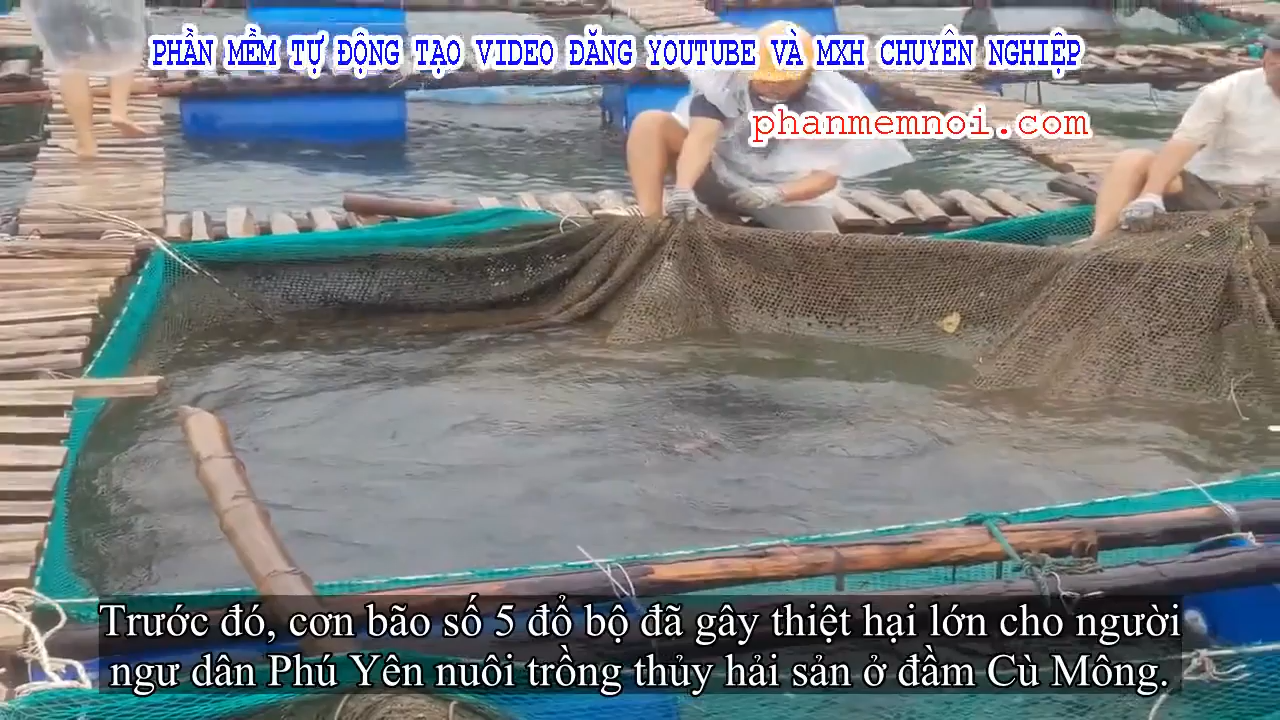 PHẦN MỀM TỰ ĐỘNG TẠO VIDEO ĐĂNG YOUTUBE VÀ MXH CHUYÊN NGHIỆP
phanmemnoi.com
Trước đó, cơn bão số 5 đổ bộ đã gây thiệt hại lớn cho người
ngư dân Phú Yên nuôi trồng thủy hải sản ở đầm Cù Mông.